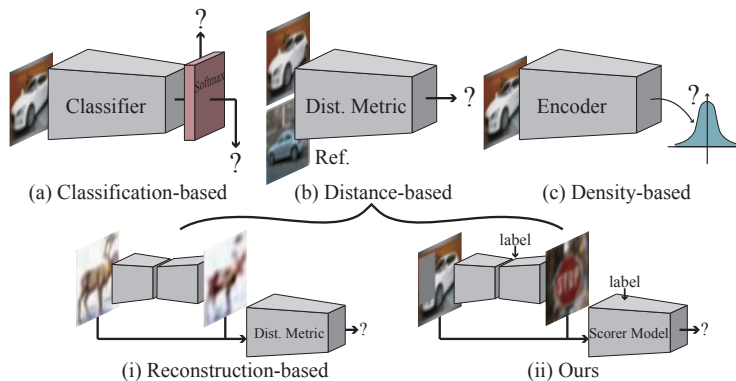 ?
Softmax
Classifier
?
Dist. Metric
?
Ref.
Encoder
?
(a) Classification-based
(b) Distance-based
(c) Density-based
label
STOP
label
Dist. Metric
?
Scorer Model
?
(i) Reconstruction-based
(ii) Ours